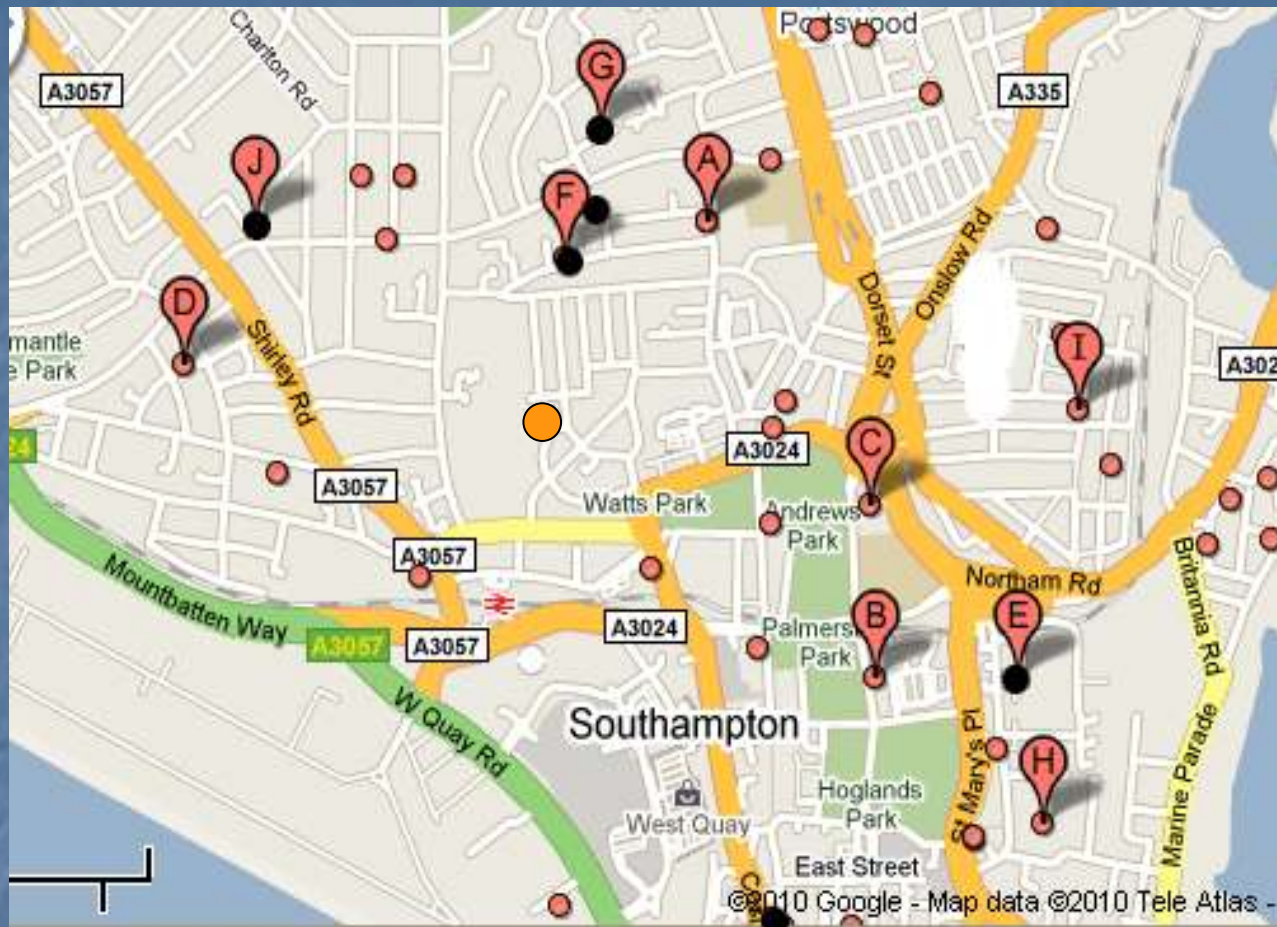 Portswood
Charlton Rd
A3057
A335
G
A
J
F
Onslow Rd
D
Dorset St
mantle
e Park
Shirley Rd
I
A302
24
A3024
C
A3057
Watts Park
Andrews
Park
A3057
Northam Rd
Britannia Rd
Mountbatten Way
A3057
A3057
A3024
B
E
Palmers
Park
W Quay Rd
Southampton
St Mary's Pl
H
Marine Parade
Hoglands
Park
West Quay
East Street
©2010 Google - Map data ©2010 Tele Atlas -